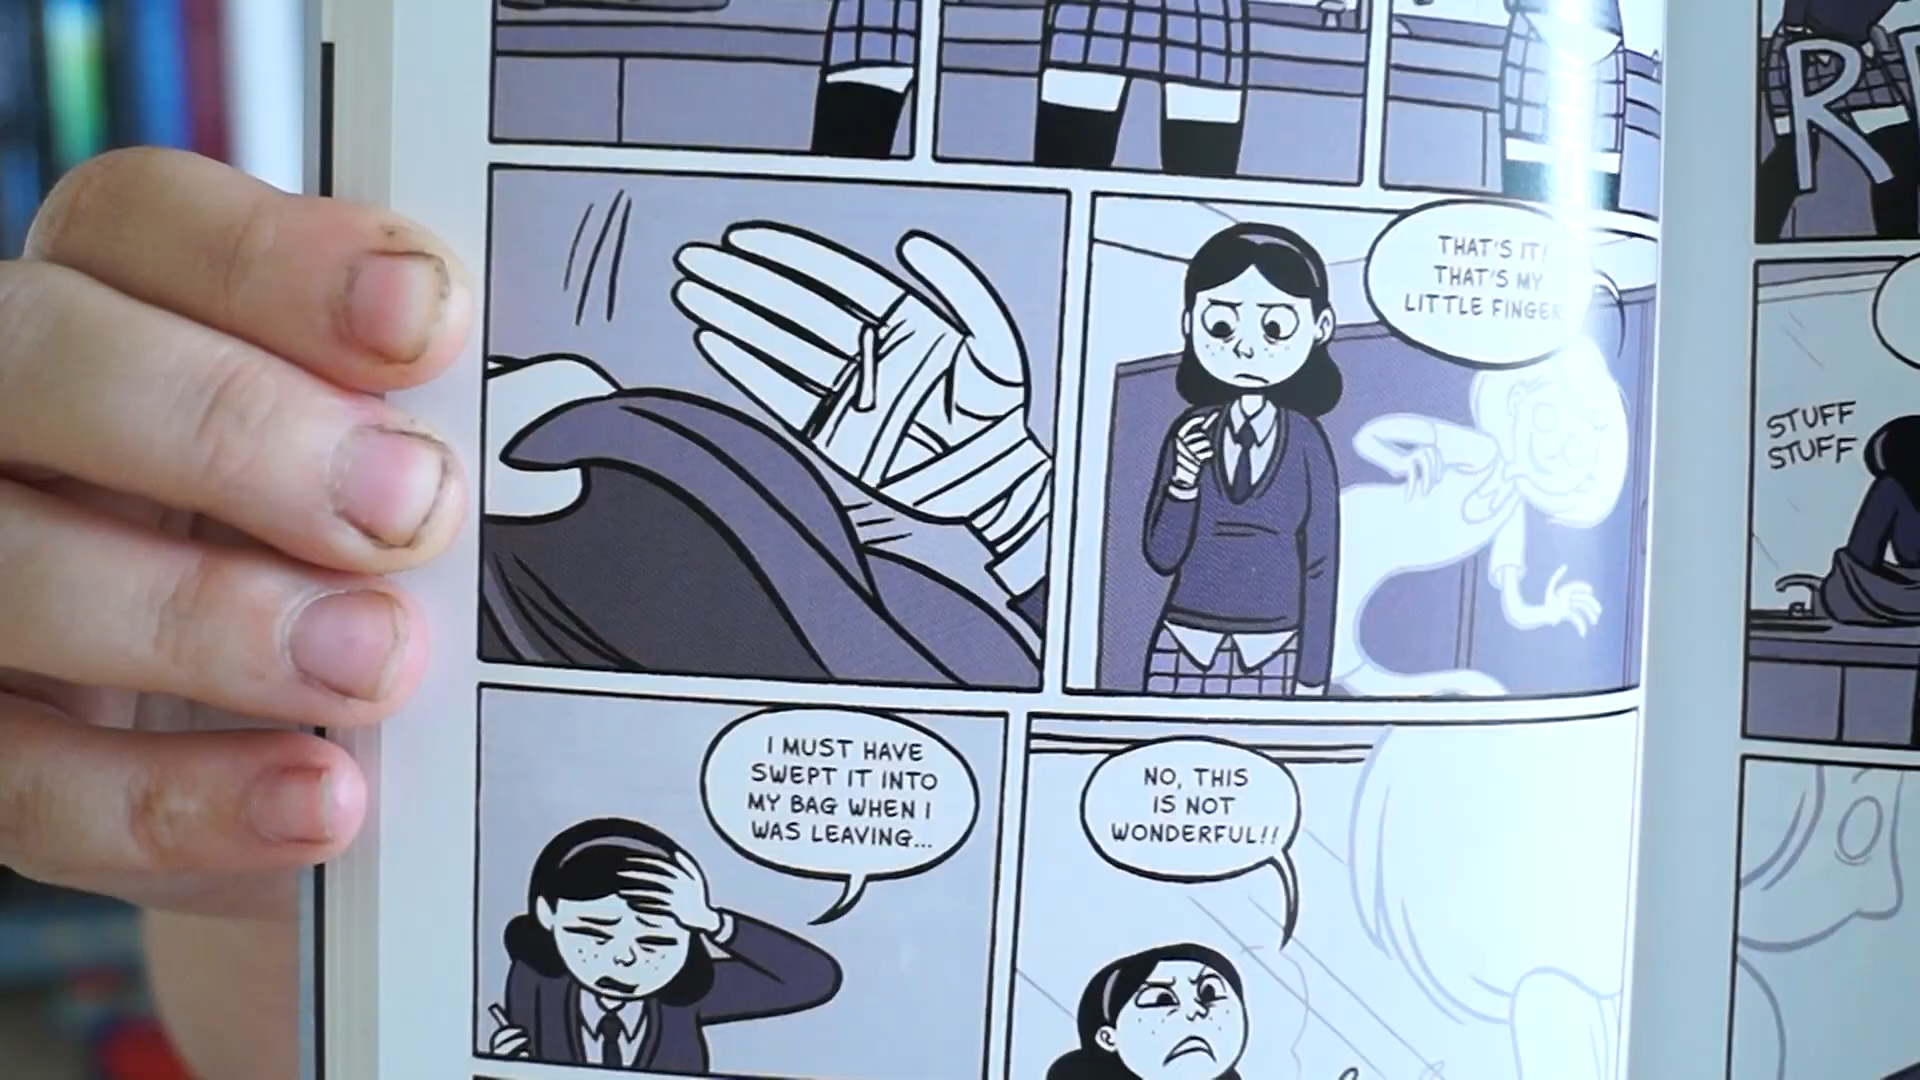 THAT'S IT!
THAT'S MY
LITTLE FINGER
I MUST HAVE
SWEPT IT INTO
MY BAG WHEN I
WAS LEAVING...
NO, THIS
IS NOT
WONDERFUL!!
STUFF
STUFF